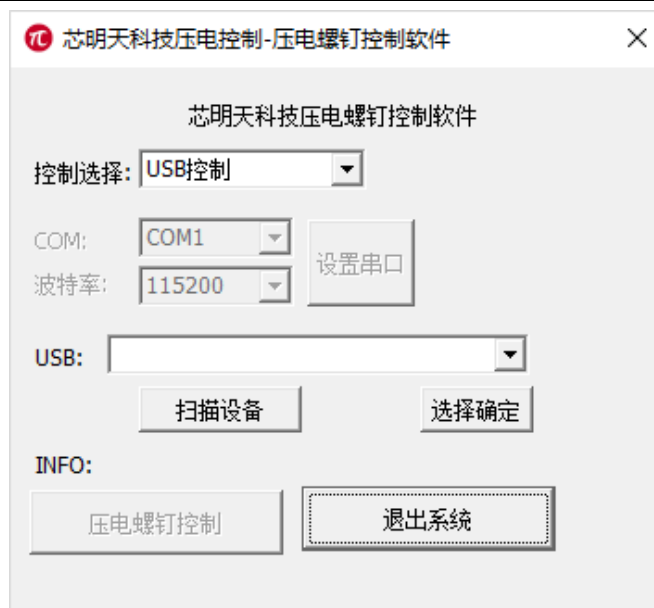 芯明天科技压电控制-压电螺钉控制软件
芯明天科技压电螺钉控制软件
控制选择: USB控制
COM: COM1
设置串口
波特率: 115200
USB:
扫描设备 选择确定
INFO:
压电螺钉控制 退出系统